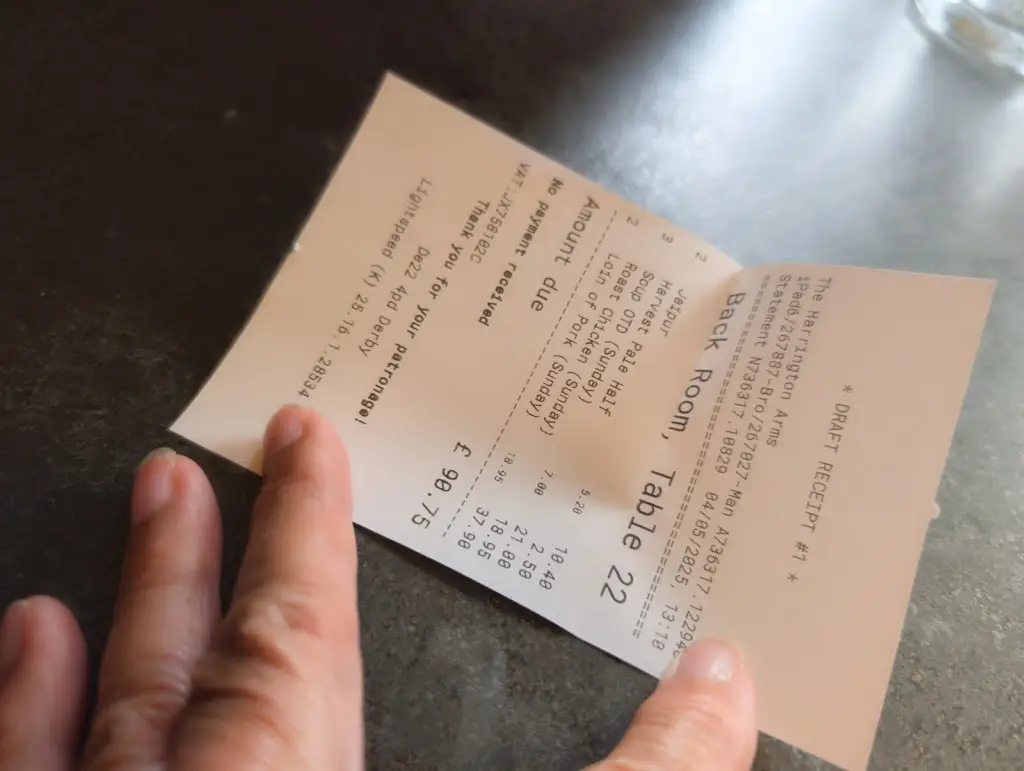 * DRAFT RECEIPT #1 *
The Harrington Arms
iPad6/267887-Bro/267027-Man A736317.12294
Statement N736317.10829 04/05/2025, 13:10
========================================
Back Room, Table 22
========================================
2 Jaipur 5.20 10.40
Harvest Pale Half 2.50
3 Soup OTD (Sunday) 7.00 21.00
Roast Chicken (Sunday) 18.95
2 Loin of Pork (Sunday) 18.95 37.90
----------------------------------------
Amount due £ 90.75
No payment received
Thank you for your patronage!
De22 4pd Derby
Lightspeed (K) 25.16.1.28534